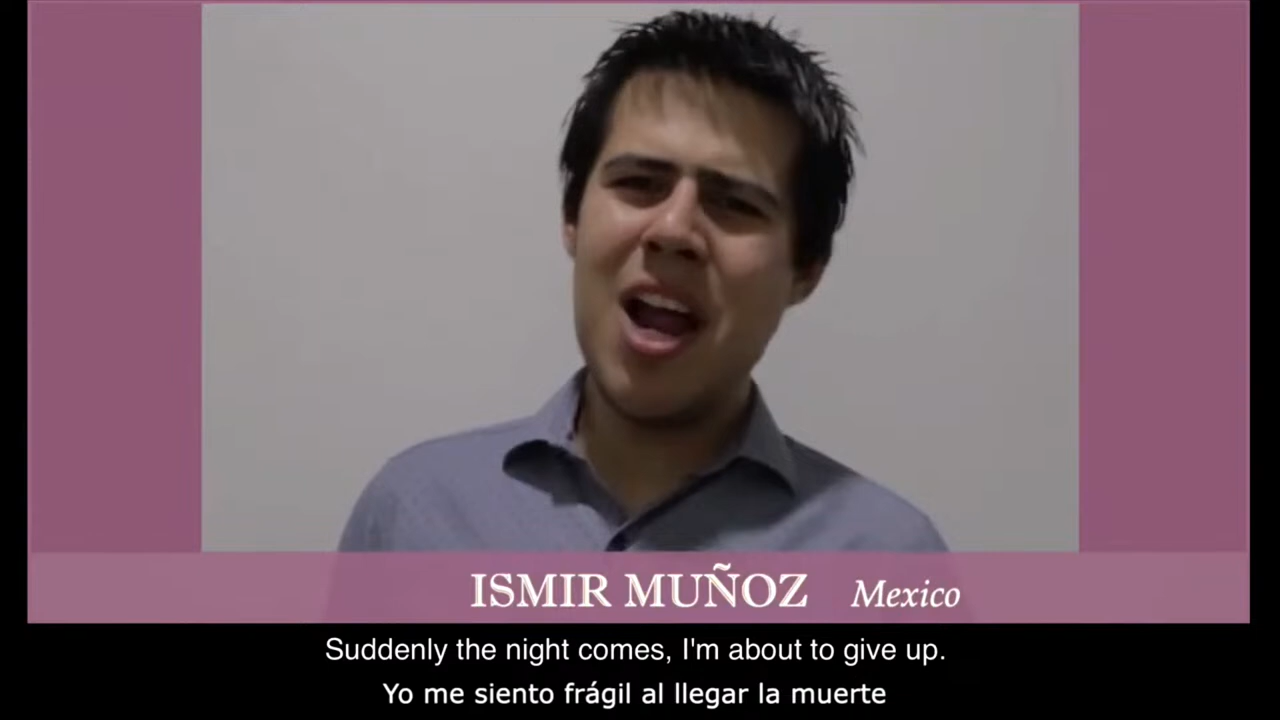 ISMIR MUÑOZ Mexico
Suddenly the night comes, I'm about to give up.
Yo me siento frágil al llegar la muerte